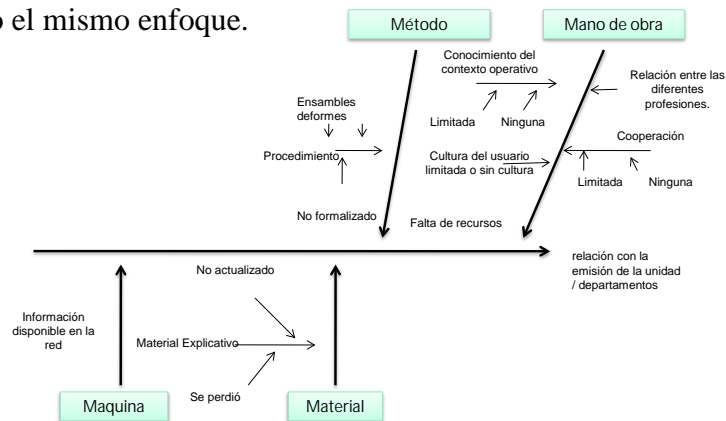 o el mismo enfoque.
Método
Mano de obra
Conocimiento del
contexto operativo
Relación entre las
diferentes
profesiones.
Ensambles
deformes
Limitada
Ninguna
Cooperación
Procedimiento
Cultura del usuario
limitada o sin cultura
Limitada
Ninguna
No formalizado
Falta de recursos
No actualizado
relación con la
emisión de la unidad
/ departamentos
Información
disponible en la
red
Material Explicativo
Se perdió
Maquina
Material